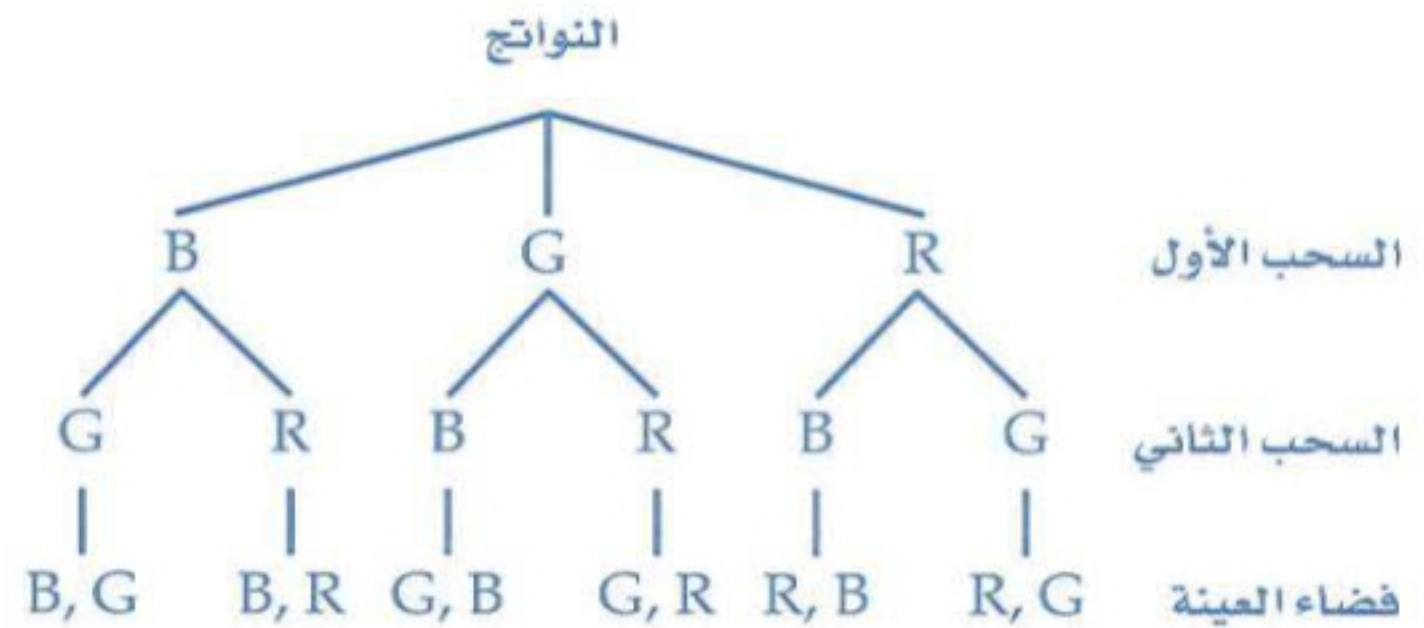 النواتج
B G R السحب الأول
G R B R B G السحب الثاني
B, G B, R G, B G, R R, B R, G فضاء العينة